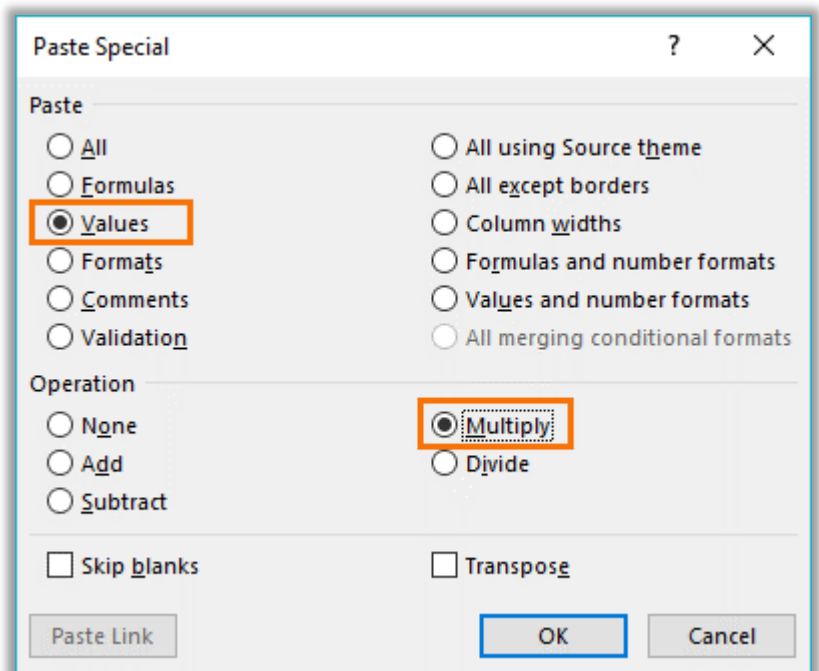 Paste Special ?
Paste
All
All using Source theme
Formulas
All except borders
Values
Column widths
Formats
Formulas and number formats
Comments
Values and number formats
Validation
All merging conditional formats
Operation
None
Multiply
Add
Divide
Subtract
Skip blanks
Transpose
Paste Link
OK
Cancel